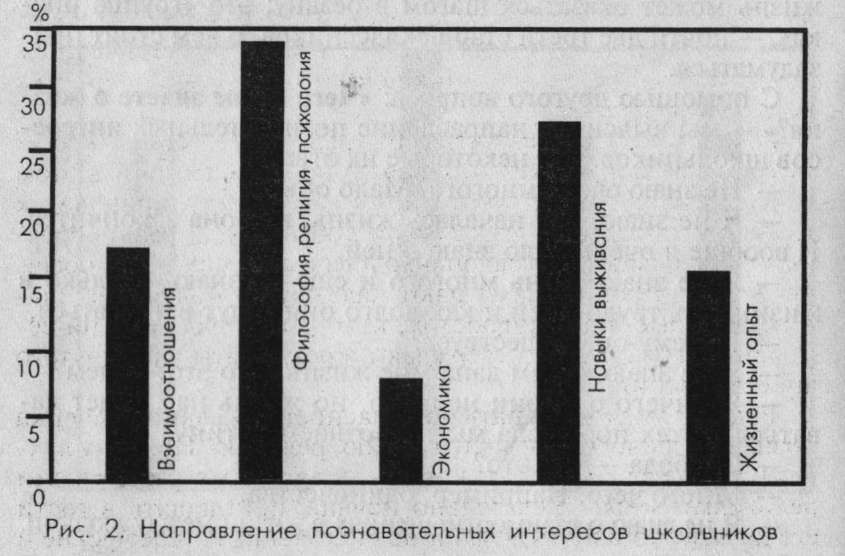 %
35
30
25
20
15
10
5
0
Взаимоотношения
Философия, религия, психология
Экономика
Навыки выживания
Жизненный опыт
Рис. 2. Направление познавательных интересов школьников